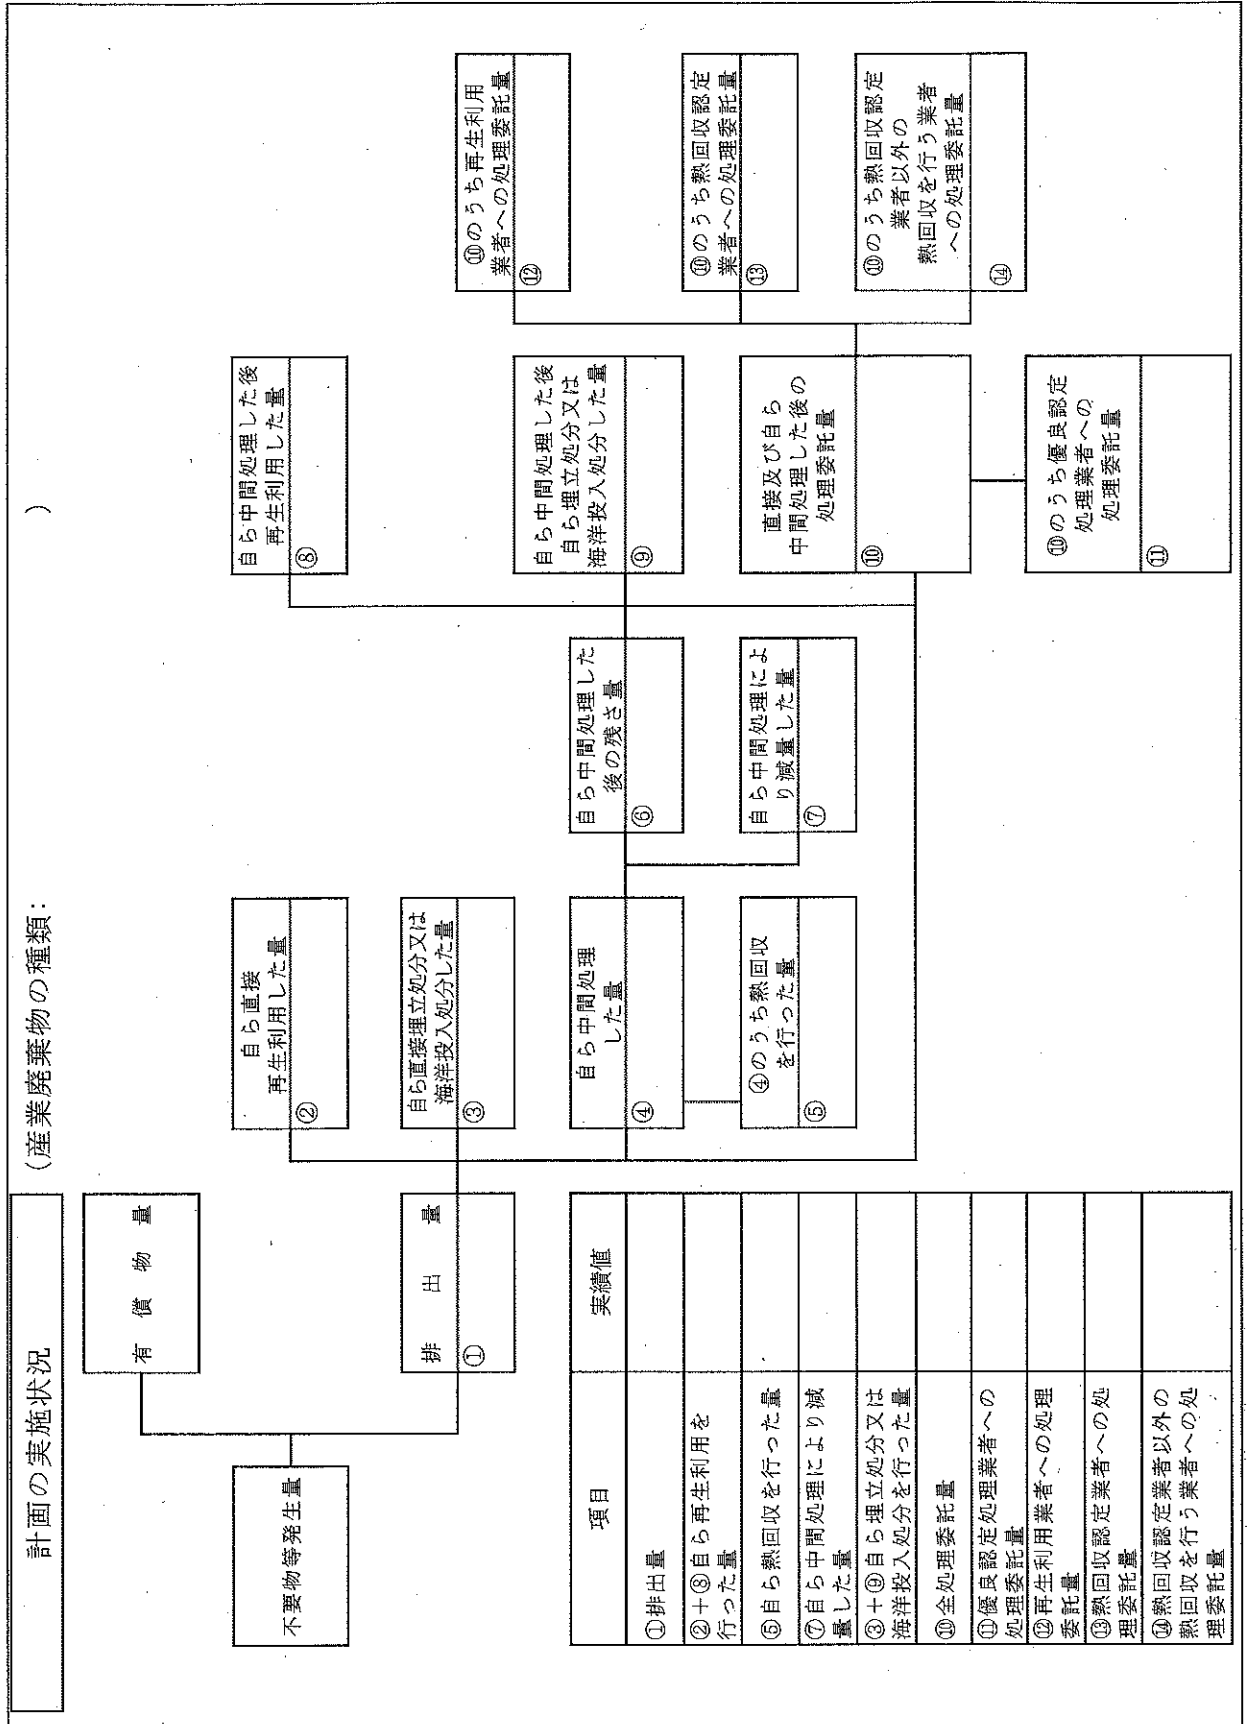 計画の実施状況
(産業廃棄物の種類:　　　　)
不要物等発生量
有償物量
排出量
①
自ら直接
再生利用した量
②
自ら直接埋立処分又は
海洋投入処分した量
③
自ら中間処理
した量
④
④のうち熱回収
を行った量
⑤
自ら中間処理した
後の残さ量
⑥
自ら中間処理によ
り減量した量
⑦
自ら中間処理した後
再生利用した量
⑧
自ら中間処理した後
自ら埋立処分又は
海洋投入処分した量
⑨
直接及び自ら
中間処理した後の
処理委託量
⑩
⑩のうち優良認定
処理業者への
処理委託量
⑪
⑩のうち再生利用
業者への処理委託量
⑫
⑩のうち熱回収認定
業者への処理委託量
⑬
⑩のうち熱回収認定
業者以外の
熱回収を行う業者
への処理委託量
⑭
項目
実績値
①排出量
②+⑧自ら再生利用を
行った量
⑤自ら熱回収を行った量
⑦自ら中間処理により減
量した量
③+⑨自ら埋立処分又は
海洋投入処分を行った量
⑩全処理委託量
⑪優良認定処理業者への
処理委託量
⑫再生利用業者への処理
委託量
⑬熱回収認定業者への処
理委託量
⑭熱回収認定業者以外の
熱回収を行う業者への処
理委託量